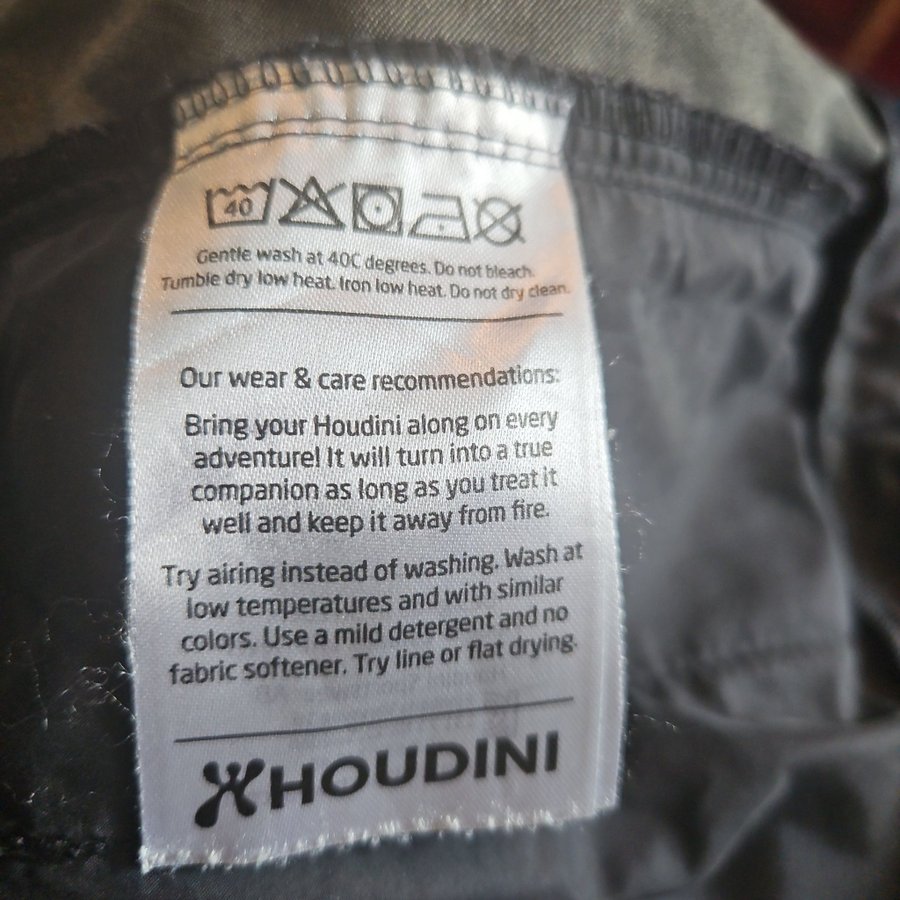 40
Gentle wash at 40C degrees. Do not bleach.
Tumble dry low heat. Iron low heat. Do not dry clean.
Our wear & care recommendations:
Bring your Houdini along on every
adventure! It will turn into a true
companion as long as you treat it
well and keep it away from fire.
Try airing instead of washing. Wash at
low temperatures and with similar
colors. Use a mild detergent and no
fabric softener. Try line or flat drying.
HOUDINI